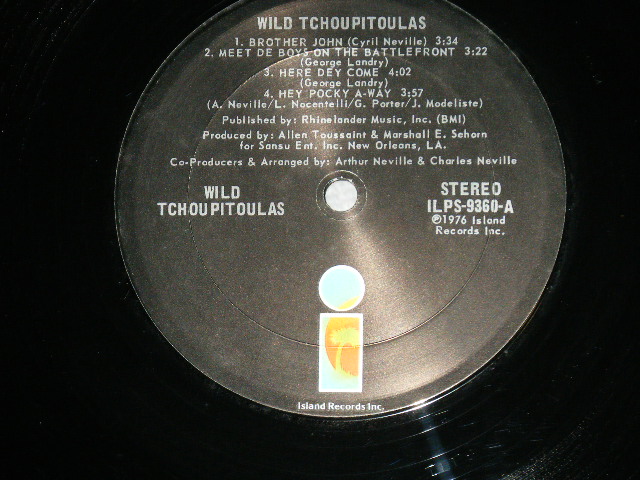 WILD TCHOUPITOULAS
1. BROTHER JOHN (Cyril Neville) 3:34
2. MEET DE BOYS ON THE BATTLEFRONT 3:22
(George Landry)
3. HERE DEY COME 4:02
(George Landry)
4. HEY POCKY A-WAY 3:57
(A. Neville/L. Nocentelli/G. Porter/J. Modeliste)
Published by: Rhinelander Music, Inc. (BMI)
Produced by: Allen Toussaint & Marshall E. Sehorn
for Sansu Ent. Inc. New Orleans, LA.
Co-Producers & Arranged by: Arthur Neville & Charles Neville
WILD
TCHOUPITOULAS
STEREO
ILPS-9360-A
℗1976 Island
Records Inc.
Island Records Inc.